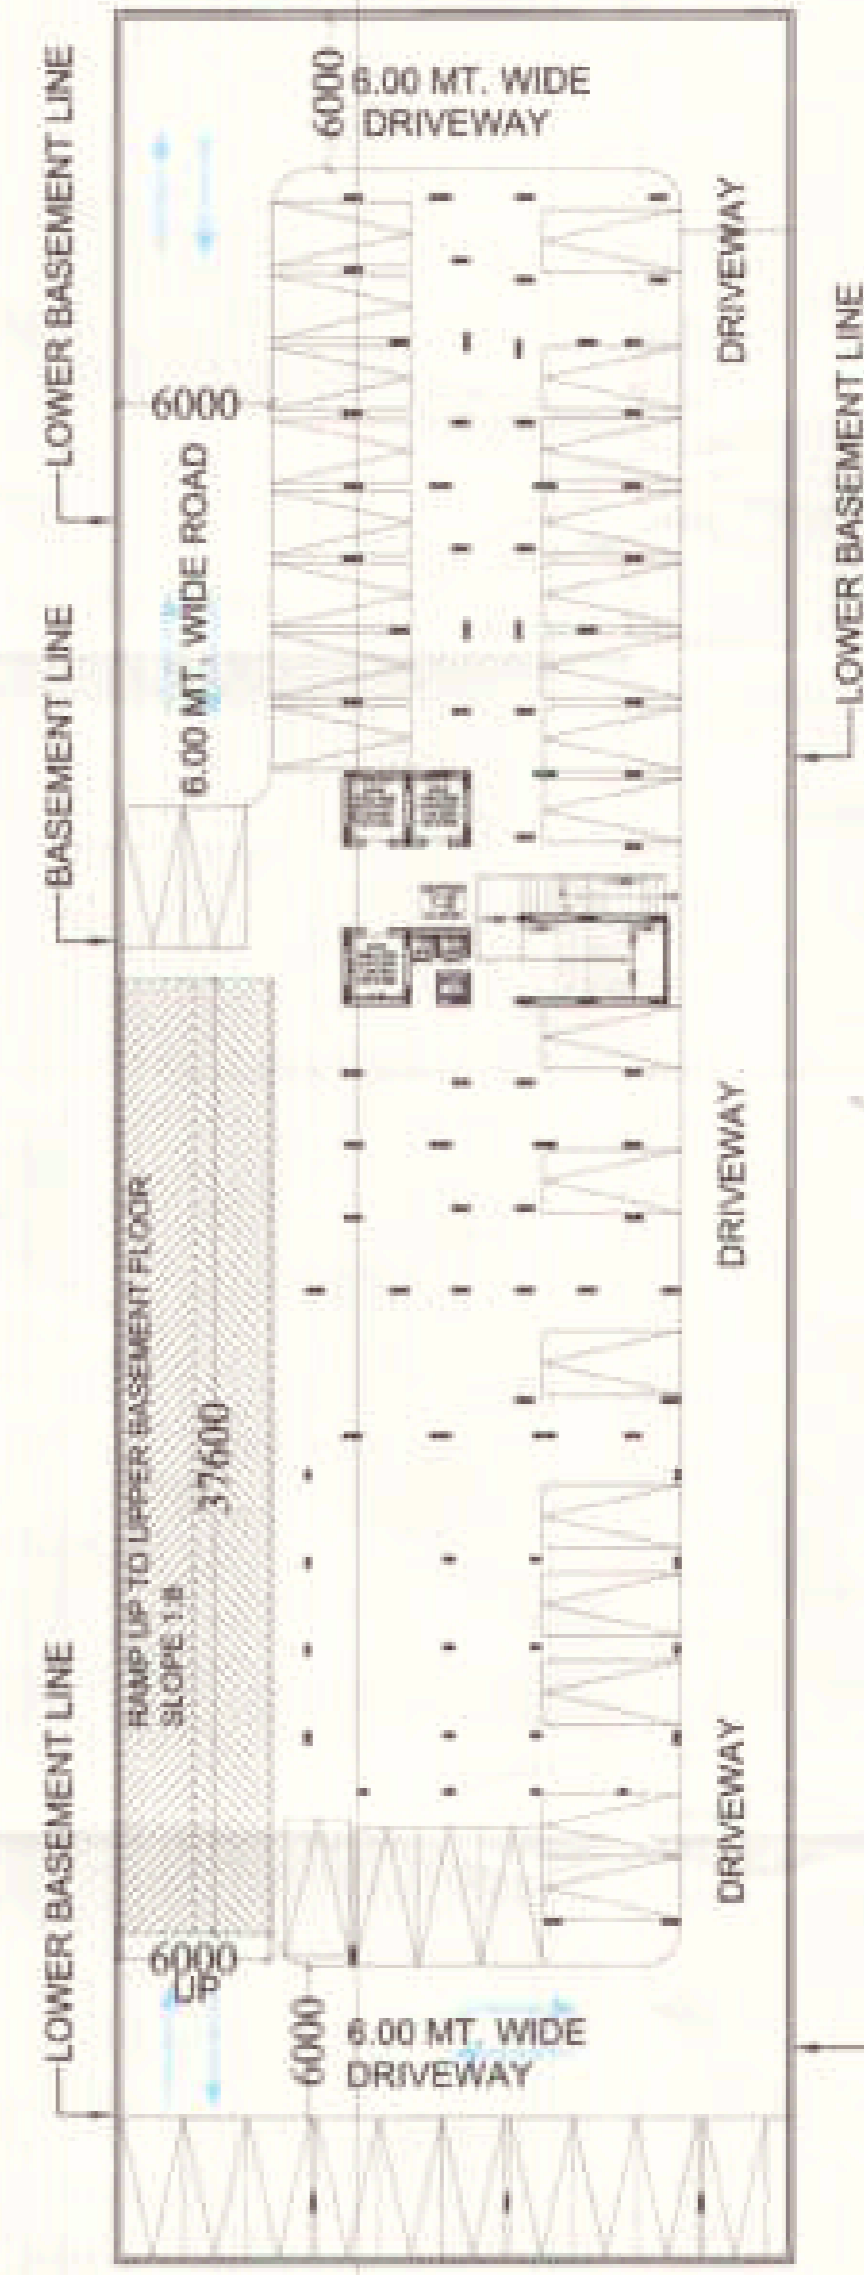 6000
6.00 MT. WIDE
DRIVEWAY
LOWER BASEMENT LINE
DRIVEWAY
6000
LOWER BASEMENT LINE
6.00 MT. WIDE ROAD
BASEMENT LINE
DRIVEWAY
RAMP UP TO UPPER BASEMENT FLOOR
SLOPE 1:8
37600
LOWER BASEMENT LINE
DRIVEWAY
6000
UP
6000
6.00 MT. WIDE
DRIVEWAY